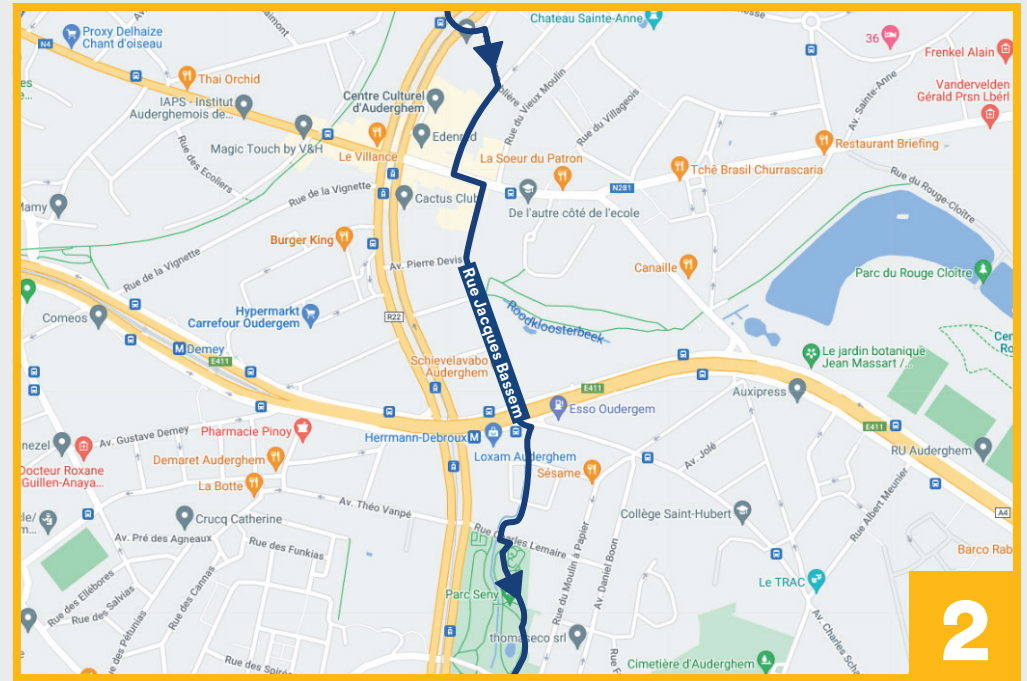 Proxy Delhaize
Chant d'oiseau
Chateau Sainte-Anne
36
Frenkel Alain
N4
Thai Orchid
Vandervelden
Gérald Prsn Lbérl
IAPS - Institut
Auderghemois de...
Centre Culturel
d'Auderghem
Rue du Vieux Moulin
Rue du Villageois
Av. Sainte-Anne
Magic Touch by V&H
Le Villance
La Soeur du Patron
Restaurant Briefing
Rue des Ecoliers
Tchê Brasil Churrascaria
N281
Rue de la Vignette
Cactus Club
De l'autre côté de l'ecole
Rue du Rouge-Cloître
Burger King
Av. Pierre Devis
Canaille
Parc du Rouge Cloître
Rue de la Vignette
Rue Jacques Bassem
Roodkloosterbeek
Comeos
Hypermarkt
Carrefour Oudergem
R22
M Demey
E411
Schievelavabo
Auderghem
Le jardin botanique
Jean Massart /...
E411
Auxipress
Esso Oudergem
Av. Gustave Demey
Pharmacie Pinoy
Herrmann-Debroux M
E411
Loxam Auderghem
Av. Jolé
RU Auderghem
Docteur Roxane
Guillen-Anaya...
Demaret Auderghem
Sésame
La Botte
Av. Théo Vanpé
A4
Crucq Catherine
Collège Saint-Hubert
Rue Albert Meunier
Av. Pré des Agneaux
Rue des Funkias
Rue Charles Lemaire
Rue du Moulin à Papier
Av. Daniel Boon
Barco Rab
Rue des Ellébores
Rue des Salvias
Rue des Cannas
Parc Seny
Le TRAC
thomaseco srl
Av. Charles Scha
Cimetière d'Auderghem
2